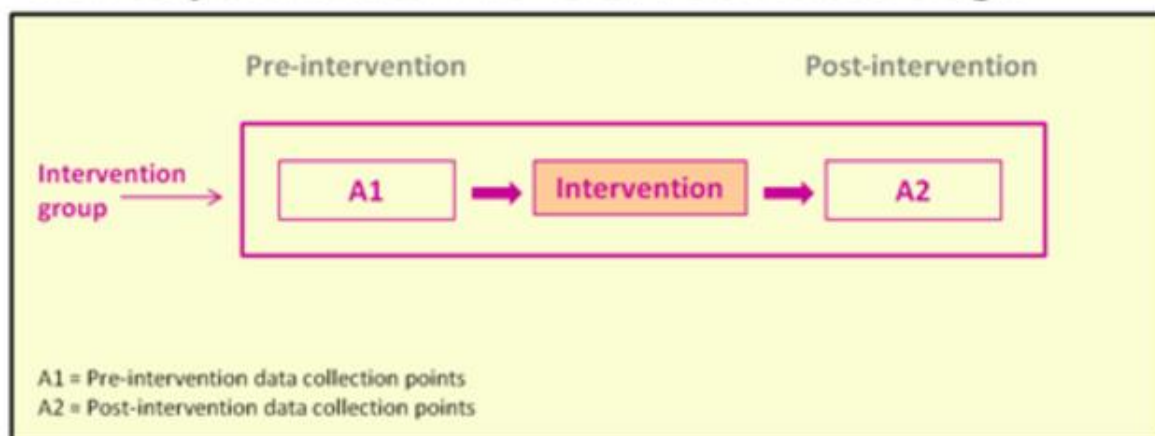 Pre-intervention Post-intervention
Intervention
group
A1 Intervention A2
A1 = Pre-intervention data collection points
A2 = Post-intervention data collection points